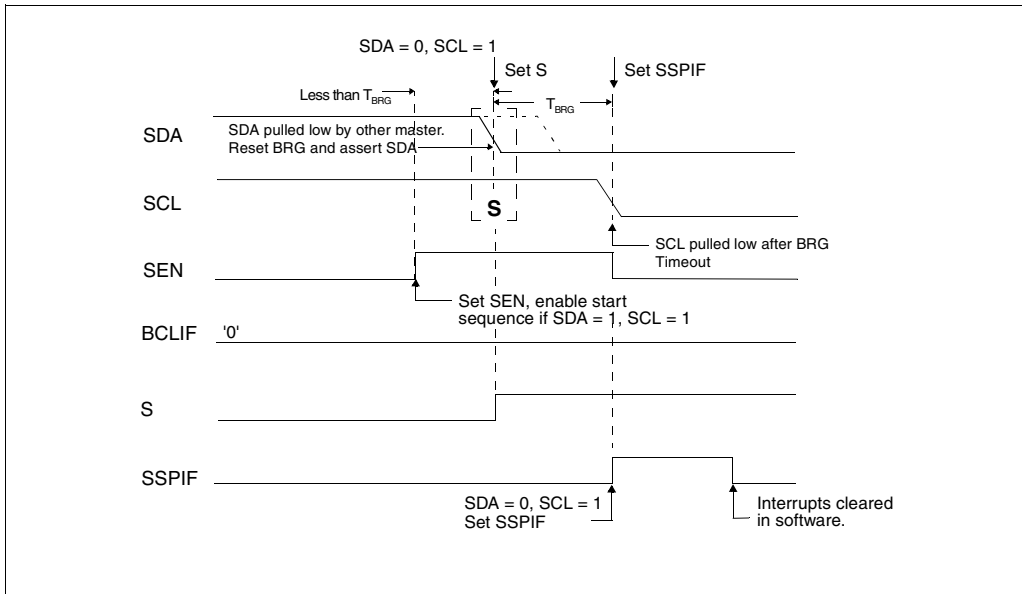 SDA = 0, SCL = 1
Set S
Set SSPIF
Less than TBRG
TBRG
SDA
SDA pulled low by other master.
Reset BRG and assert SDA
SCL
S
SCL pulled low after BRG
Timeout
SEN
Set SEN, enable start
sequence if SDA = 1, SCL = 1
BCLIF
'0'
S
SSPIF
SDA = 0, SCL = 1
Set SSPIF
Interrupts cleared
in software.